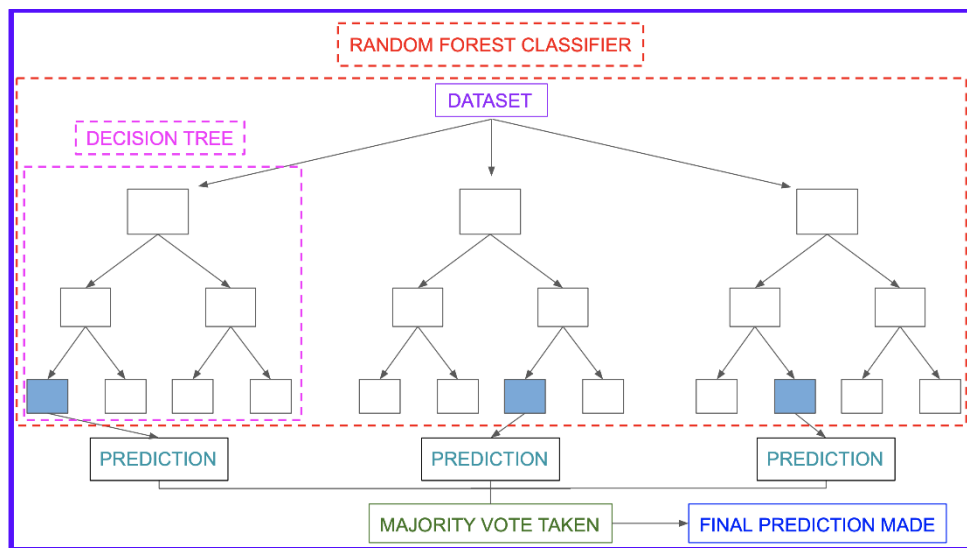 RANDOM FOREST CLASSIFIER
DATASET
DECISION TREE
PREDICTION
PREDICTION
PREDICTION
MAJORITY VOTE TAKEN
FINAL PREDICTION MADE